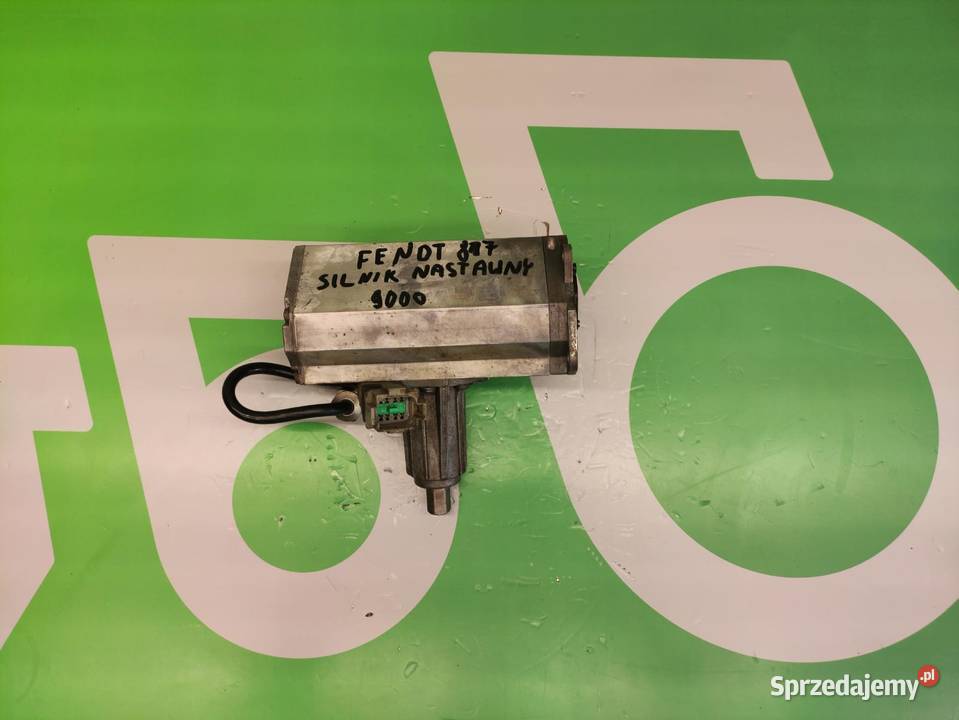 FENDT 817
SILNIK NASTAWNY
9000
Sprzedajemy.pl